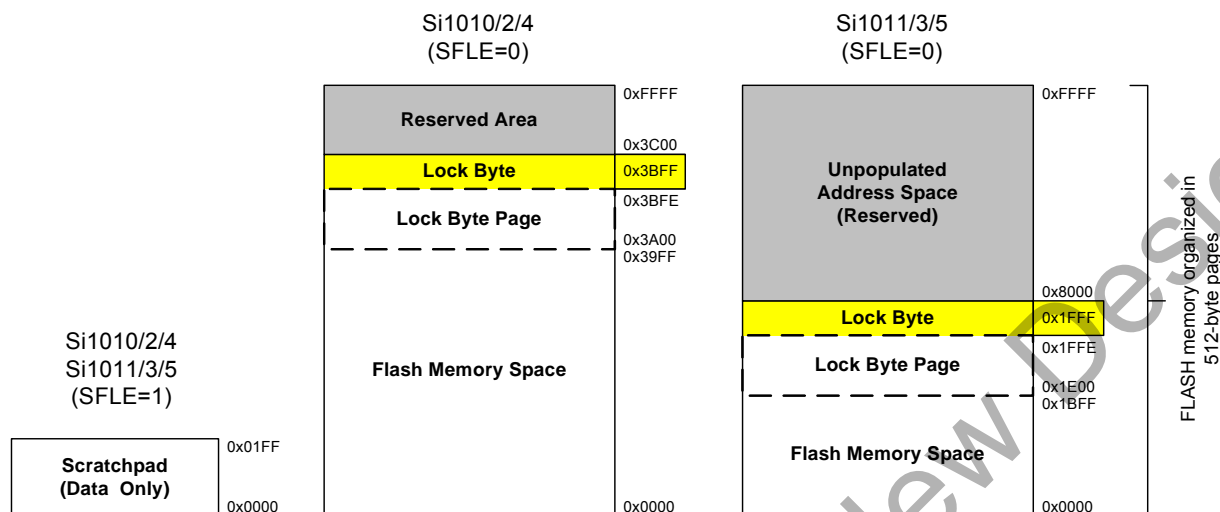 Si1010/2/4
(SFLE=0)
0xFFFF
Reserved Area
0x3C00
Lock Byte
0x3BFF
0x3BFE
Lock Byte Page
0x3A00
0x39FF
Flash Memory Space
0x0000
Si1011/3/5
(SFLE=0)
0xFFFF
Unpopulated
Address Space
(Reserved)
0x8000
Lock Byte
0x1FFF
0x1FFE
Lock Byte Page
0x1E00
0x1BFF
Flash Memory Space
0x0000
FLASH memory organized in
512-byte pages
Si1010/2/4
Si1011/3/5
(SFLE=1)
0x01FF
Scratchpad
(Data Only)
0x0000